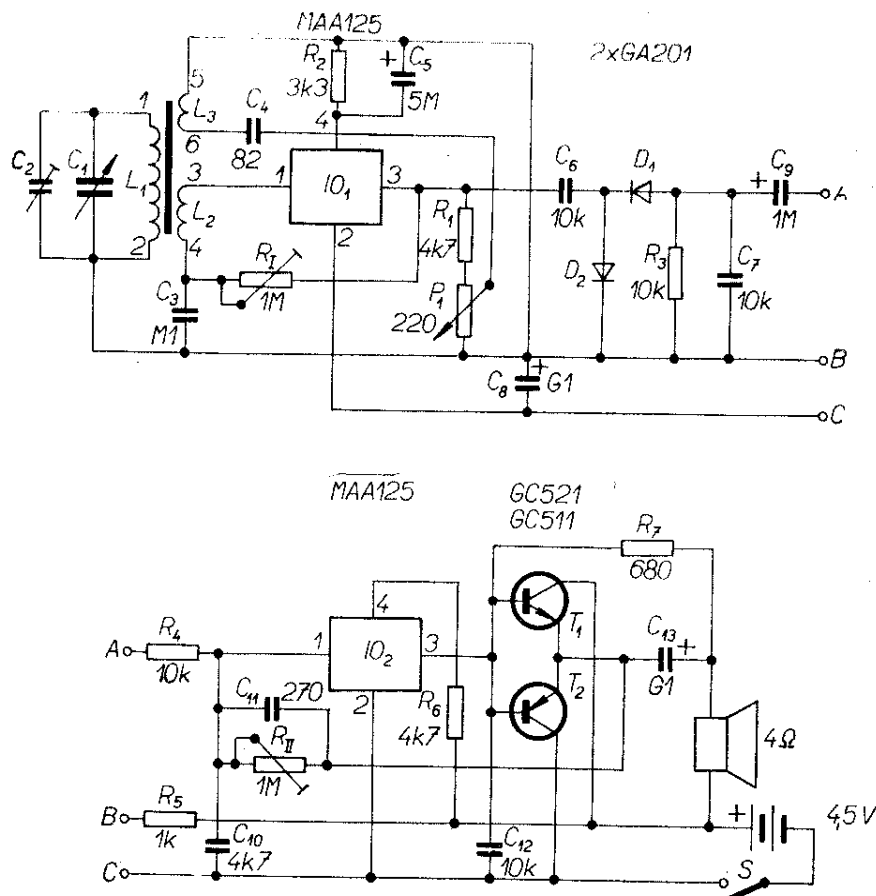 MAA125
2xGA201
R2
3k3
+
C5
5M
5
L3
6
C4
82
4
1
C2
C1
L1
2
3
L2
4
1
IO1
3
2
R1
4k7
P1
220
RI
1M
C3
M1
C6
10k
D1
D2
+
C9
1M
R3
10k
C7
10k
A
B
C8
+
G1
C
MAA125
GC521
GC511
R7
680
4
A
R4
10k
1
IO2
3
2
T1
T2
C13
+
G1
C11
270
R6
4k7
RII
1M
4Ω
B
R5
1k
C10
4k7
C12
10k
+
4,5V
C
S